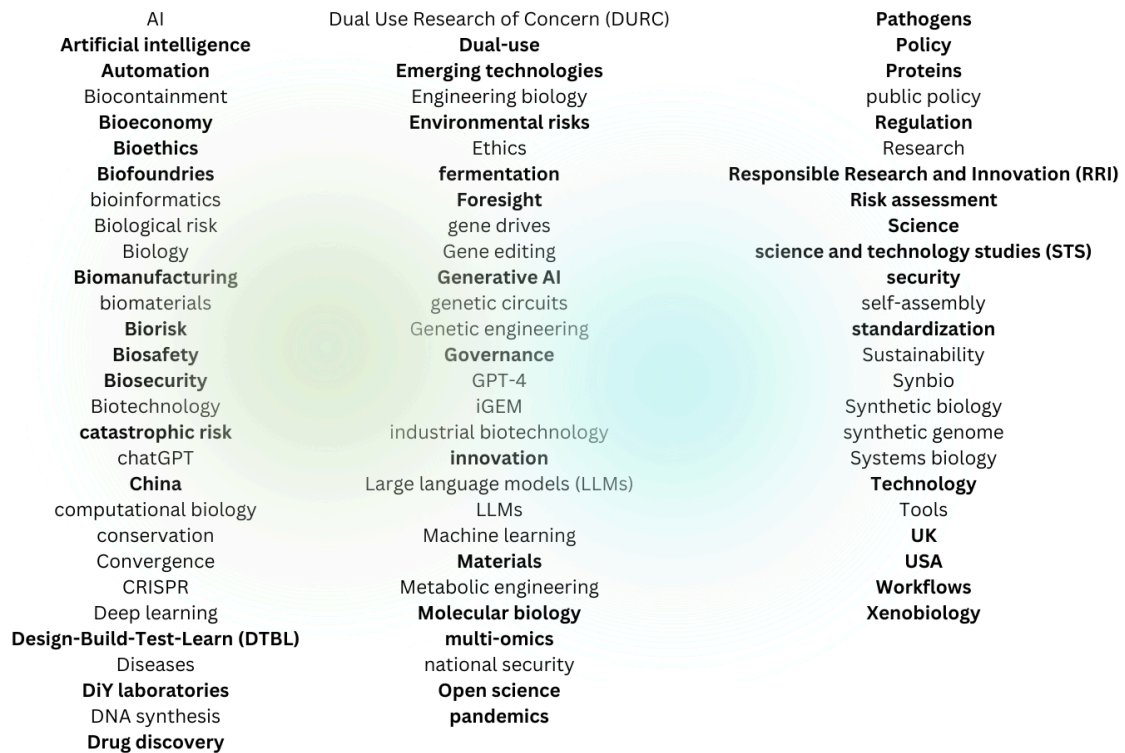 AI
Artificial intelligence
Automation
Biocontainment
Bioeconomy
Bioethics
Biofoundries
bioinformatics
Biological risk
Biology
Biomanufacturing
biomaterials
Biorisk
Biosafety
Biosecurity
Biotechnology
catastrophic risk
chatGPT
China
computational biology
conservation
Convergence
CRISPR
Deep learning
Design-Build-Test-Learn (DTBL)
Diseases
DiY laboratories
DNA synthesis
Drug discovery
Dual Use Research of Concern (DURC)
Dual-use
Emerging technologies
Engineering biology
Environmental risks
Ethics
fermentation
Foresight
gene drives
Gene editing
Generative AI
genetic circuits
Genetic engineering
Governance
GPT-4
iGEM
industrial biotechnology
innovation
Large language models (LLMs)
LLMs
Machine learning
Materials
Metabolic engineering
Molecular biology
multi-omics
national security
Open science
pandemics
Pathogens
Policy
Proteins
public policy
Regulation
Research
Responsible Research and Innovation (RRI)
Risk assessment
Science
science and technology studies (STS)
security
self-assembly
standardization
Sustainability
Synbio
Synthetic biology
synthetic genome
Systems biology
Technology
Tools
UK
USA
Workflows
Xenobiology